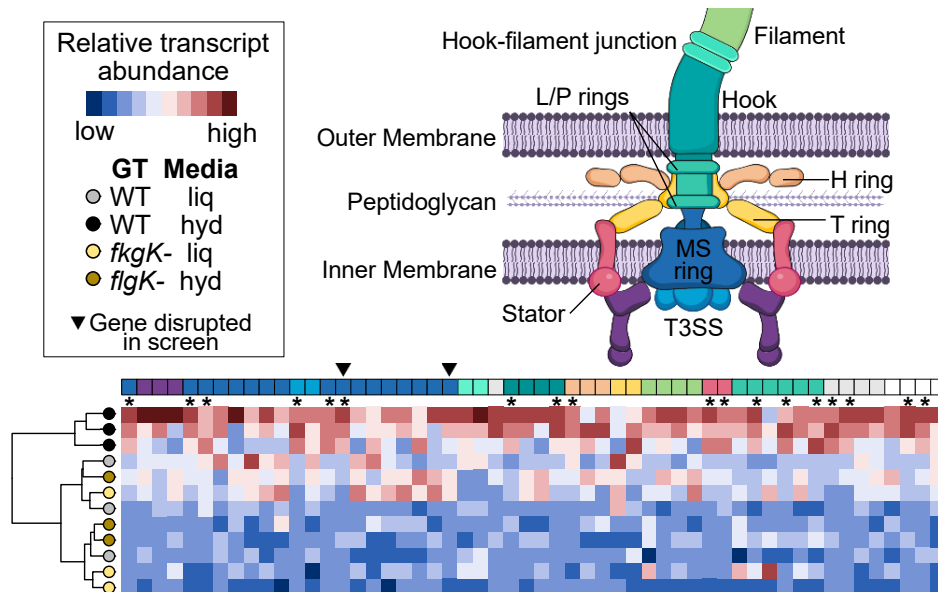 Relative transcript
abundance
low high
GT Media
WT liq
WT hyd
fkgK- liq
flgK- hyd
▼ Gene disrupted
in screen
Hook-filament junction
Filament
L/P rings
Hook
Outer Membrane
H ring
Peptidoglycan
T ring
MS
ring
Inner Membrane
Stator
T3SS
* * * * * * * * * * * * * * * * * * *